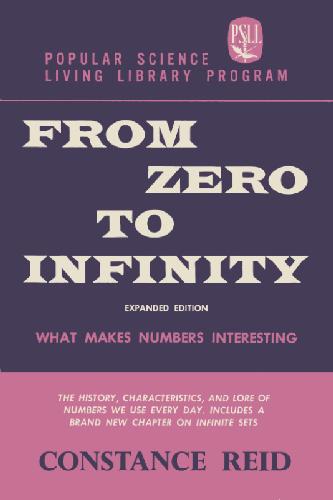 PSLL
POPULAR SCIENCE
LIVING LIBRARY PROGRAM
FROM
ZERO
TO
INFINITY
EXPANDED EDITION
WHAT MAKES NUMBERS INTERESTING
THE HISTORY, CHARACTERISTICS, AND LORE OF
NUMBERS WE USE EVERY DAY. INCLUDES A
BRAND NEW CHAPTER ON INFINITE SETS
CONSTANCE REID